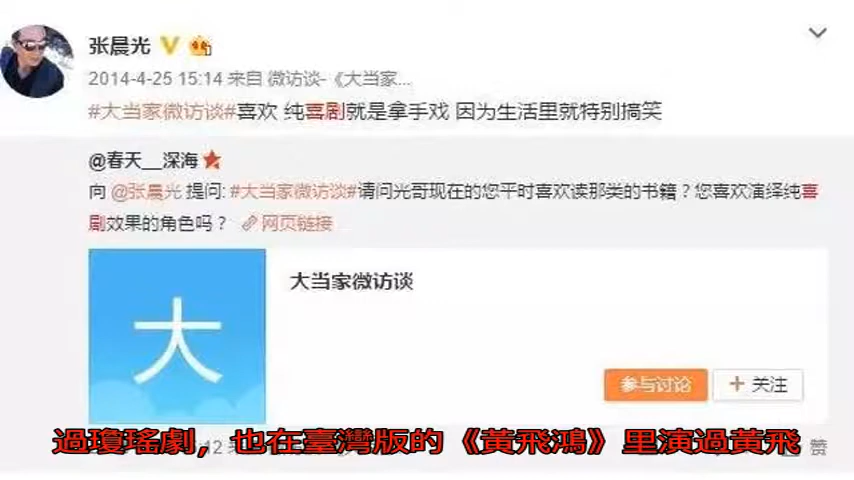 张晨光
2014-4-25 15:14 来自 微访谈-《大当家...
#大当家微访谈#喜欢 纯喜剧就是拿手戏 因为生活里就特别搞笑
@春天__深海
向 @张晨光 提问: #大当家微访谈#请问光哥现在的您平时喜欢读那类的书籍？您喜欢演绎纯喜
剧效果的角色吗？ 网页链接
大当家微访谈
大
参与讨论 + 关注
過瓊瑤劇，也在臺灣版的《黃飛鴻》里演過黃飛
赞